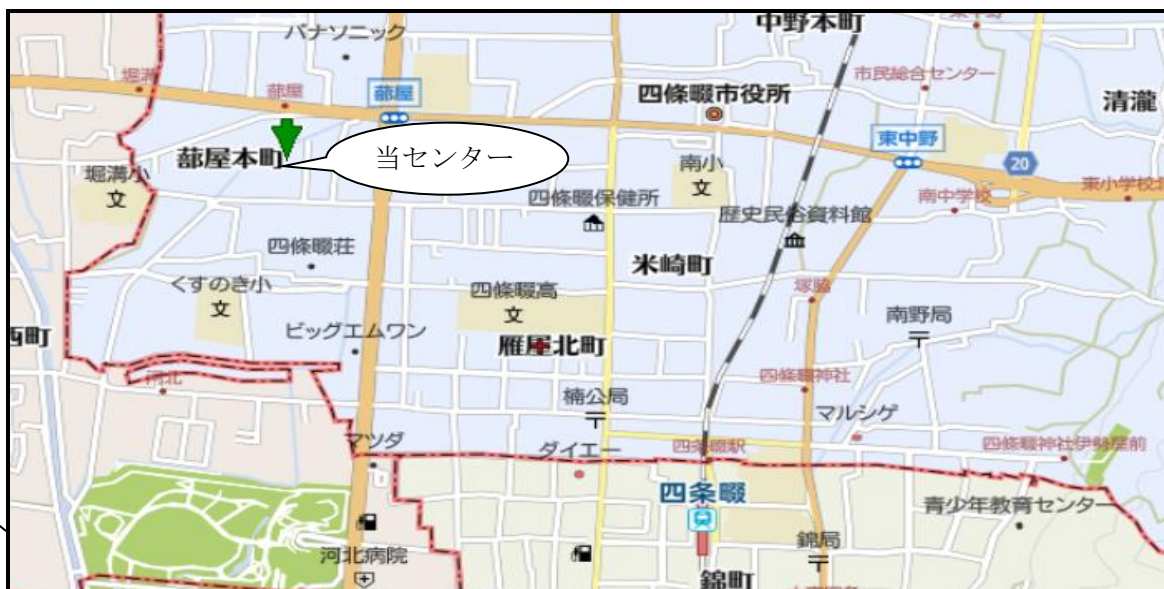 中野本町
パナソニック
堀溝
蔀屋
蔀屋
市民総合センター
四條畷市役所
清瀧
東中野
蔀屋本町
当センター
堀溝小
文
南小
文
20
東小学校北
四條畷保健所
南中学校
歴史民俗資料館
四條畷荘
米崎町
くすのき小
文
四條畷高
文
塚脇
南野局
西町
ビッグエムワン
雁屋北町
河北
四條畷神社
楠公局
マルシゲ
マツダ
ダイエー
四条畷駅
四條畷神社伊勢屋前
四条畷
青少年教育センター
河北病院
錦局
錦町